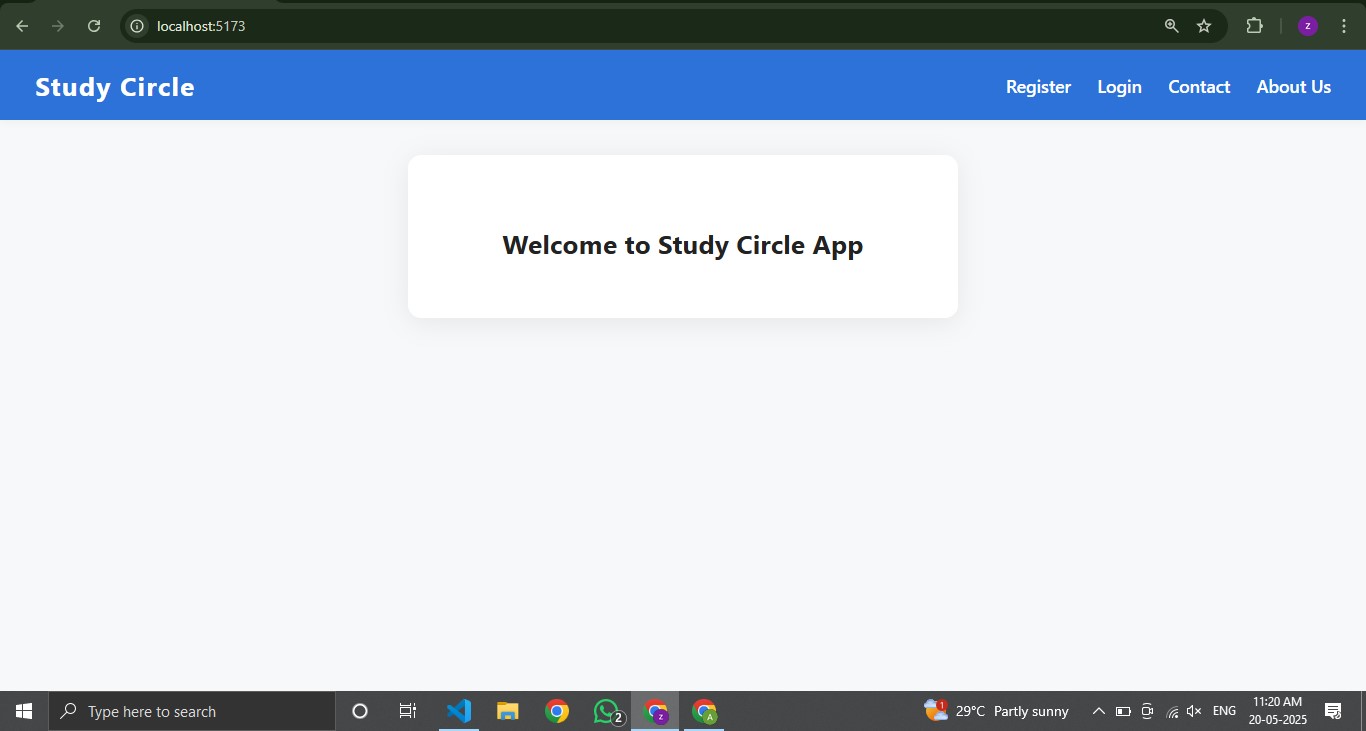 localhost:5173
z
Study Circle
Register Login Contact About Us
Welcome to Study Circle App
Type here to search
2
z
A
1
29°C Partly sunny
ENG
11:20 AM
20-05-2025